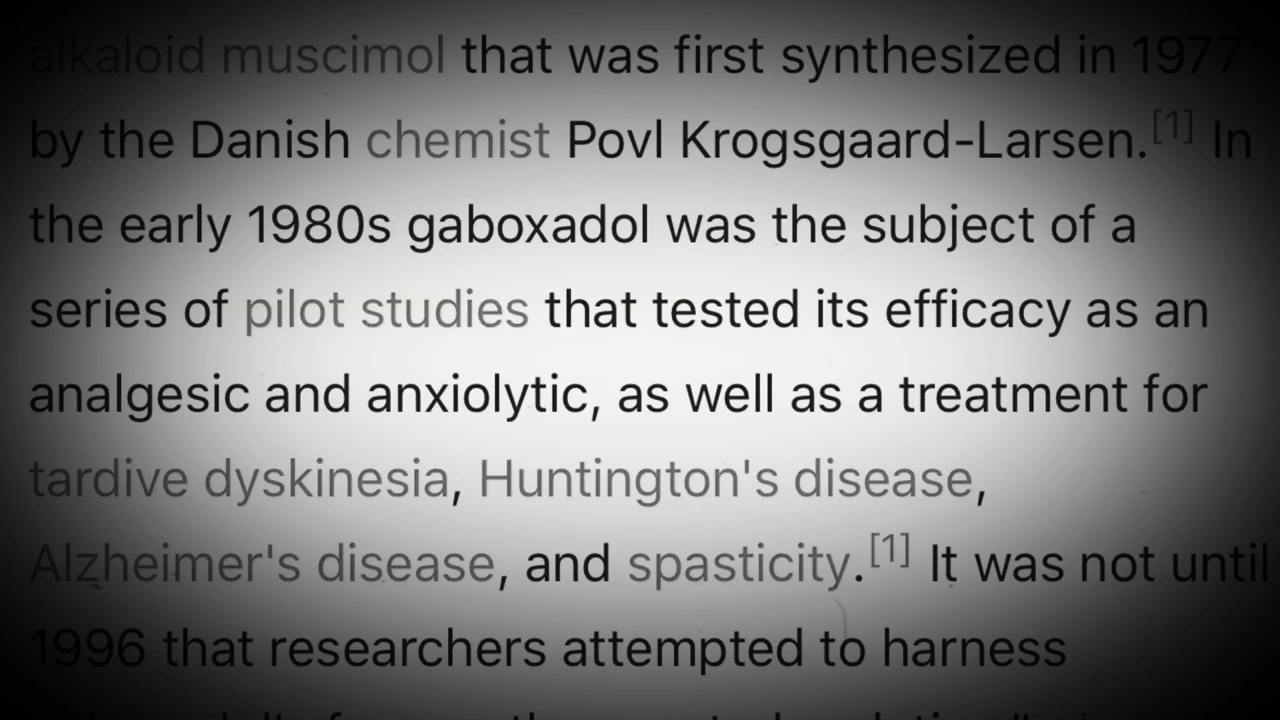 alkaloid muscimol that was first synthesized in 1977
by the Danish chemist Povl Krogsgaard-Larsen.[1] In
the early 1980s gaboxadol was the subject of a
series of pilot studies that tested its efficacy as an
analgesic and anxiolytic, as well as a treatment for
tardive dyskinesia, Huntington's disease,
Alzheimer's disease, and spasticity.[1] It was not until
1996 that researchers attempted to harness